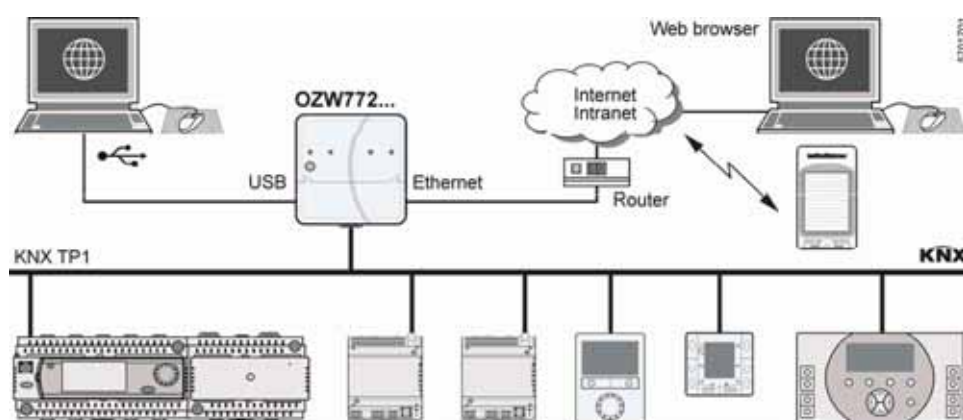 Web browser
OZW772...
Internet
Intranet
USB
Ethernet
Router
KNX TP1
KNX